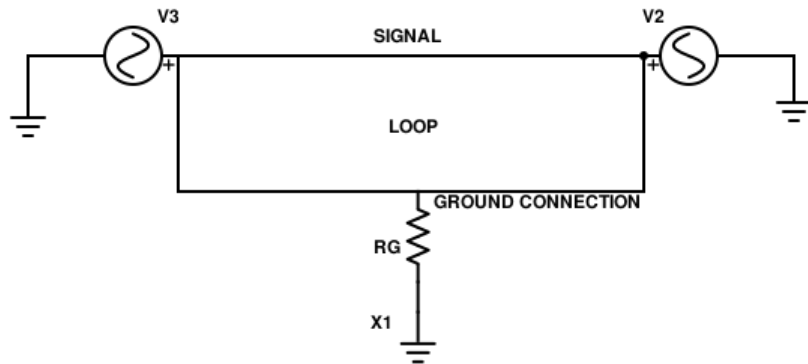 V3
V2
SIGNAL
+
+
LOOP
GROUND CONNECTION
RG
X1